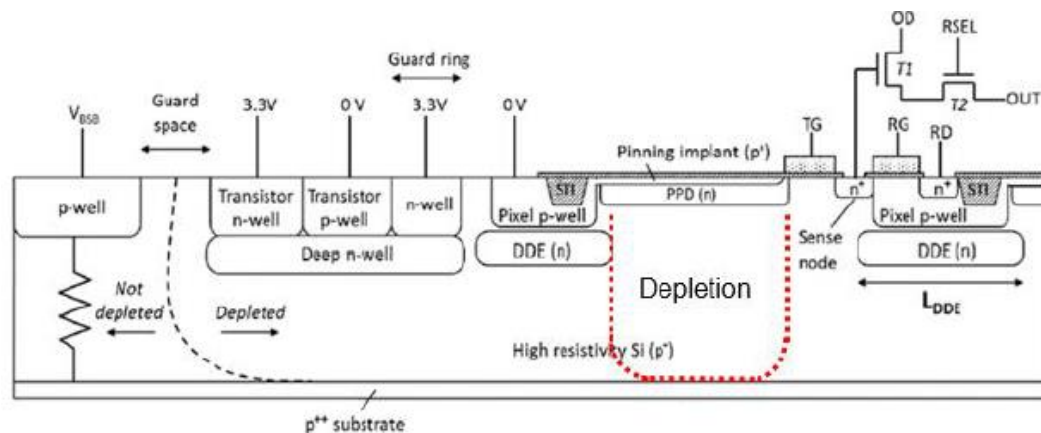 OD
RSEL
T1
T2
OUT
Guard ring
Guard
space
V_BSB
3.3V
0 V
3.3V
0 V
TG
RG
RD
Pinning implant (p+)
p-well
Transistor
n-well
Transistor
p-well
n-well
STI
PPD (n)
n+
n+
STI
Pixel p-well
Pixel p-well
Deep n-well
DDE (n)
Sense
node
DDE (n)
Depletion
L_DDE
Not
depleted
Depleted
High resistivity Si (p-)
p++ substrate